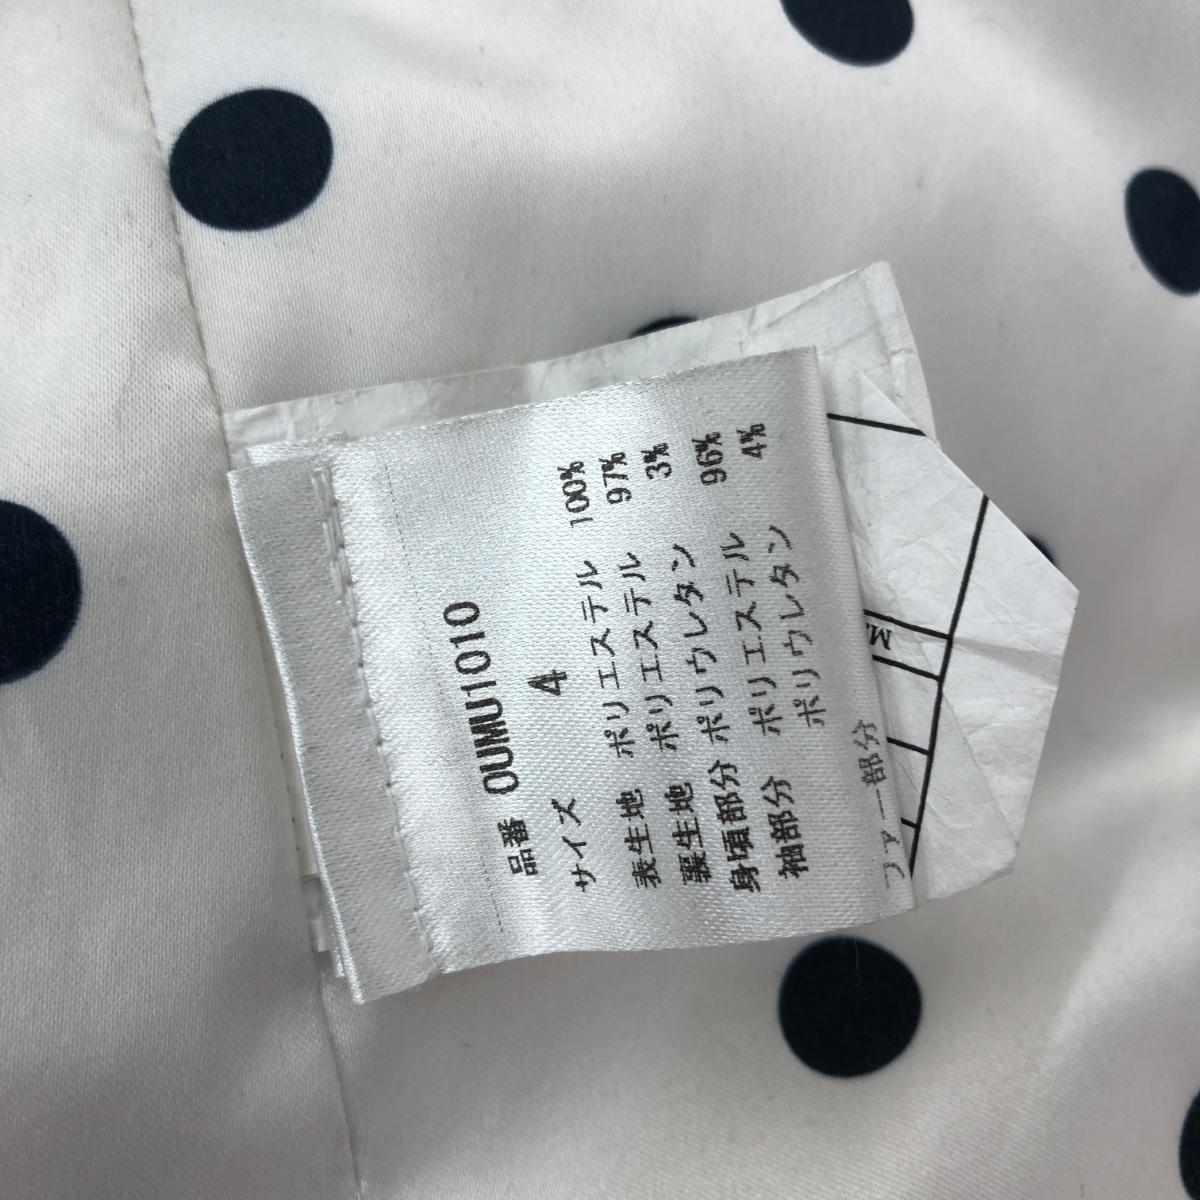 品番 0UMU1010
サイズ 4
表生地 ポリエステル 100%
裏生地 ポリエステル 97%
身頃部分 ポリウレタン 3%
袖部分 ポリエステル 96%
ポリウレタン 4%
ファー部分